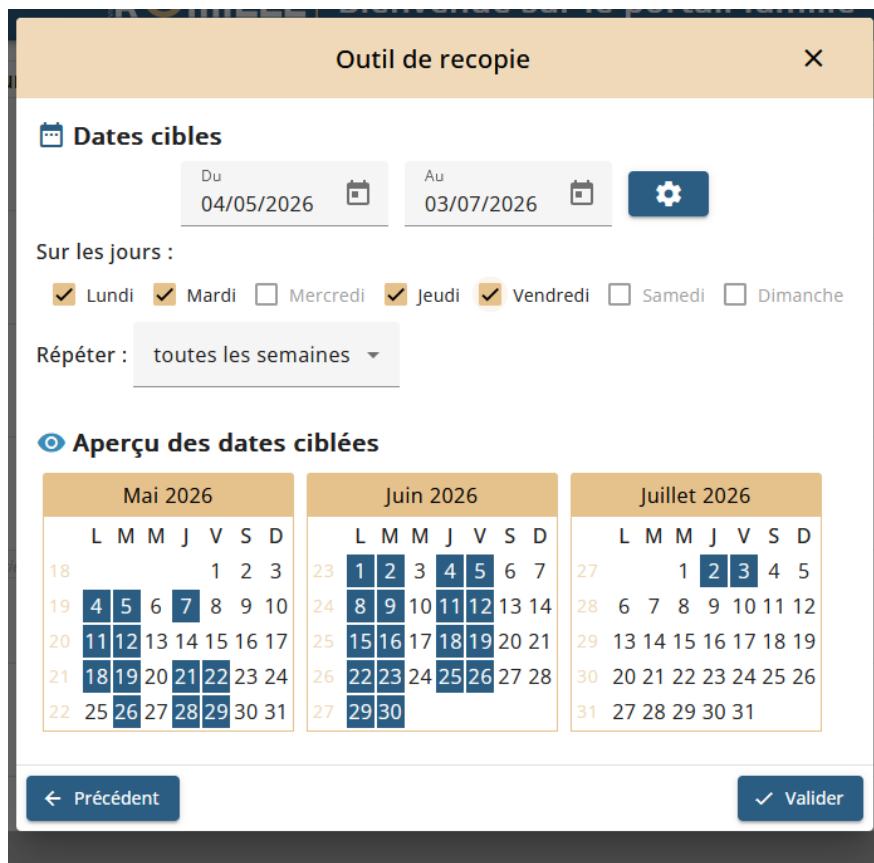 Bienvenue sur le portail famille
Outil de recopie
Dates cibles
Du
04/05/2026
Au
03/07/2026
Sur les jours :
Lundi Mardi Mercredi Jeudi Vendredi Samedi Dimanche
Répéter : toutes les semaines
Aperçu des dates ciblées
Mai 2026
L M M J V S D
18 1 2 3
19 4 5 6 7 8 9 10
20 11 12 13 14 15 16 17
21 18 19 20 21 22 23 24
22 25 26 27 28 29 30 31
Juin 2026
L M M J V S D
23 1 2 3 4 5 6 7
24 8 9 10 11 12 13 14
25 15 16 17 18 19 20 21
26 22 23 24 25 26 27 28
27 29 30
Juillet 2026
L M M J V S D
27 1 2 3 4 5
28 6 7 8 9 10 11 12
29 13 14 15 16 17 18 19
30 20 21 22 23 24 25 26
31 27 28 29 30 31
Précédent
Valider